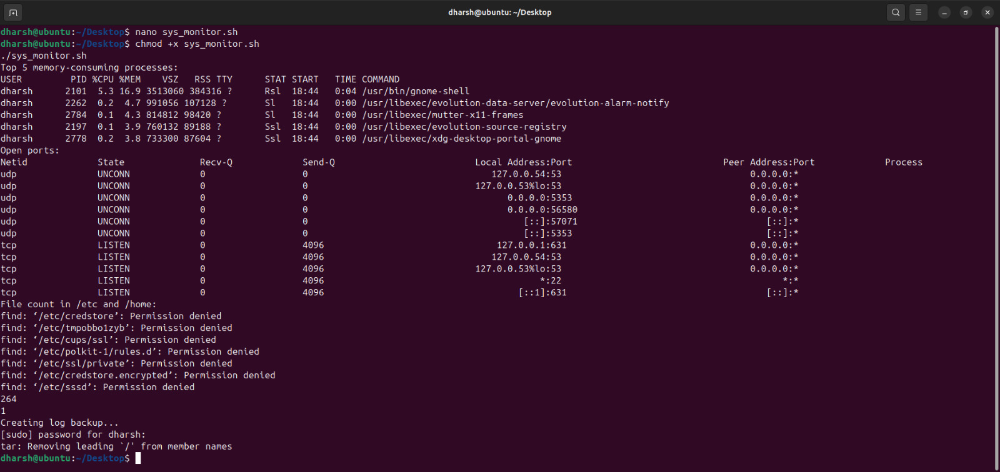 dharsh@ubuntu: ~/Desktop
dharsh@ubuntu:~/Desktop$ nano sys_monitor.sh
dharsh@ubuntu:~/Desktop$ chmod +x sys_monitor.sh
./sys_monitor.sh
Top 5 memory-consuming processes:
USER         PID %CPU %MEM    VSZ   RSS TTY      STAT START   TIME COMMAND
dharsh      2101  5.3 16.9 3513060 384316 ?      Rsl  18:44   0:04 /usr/bin/gnome-shell
dharsh      2262  0.2  4.7 991056 107128 ?       Sl   18:44   0:00 /usr/libexec/evolution-data-server/evolution-alarm-notify
dharsh      2784  0.1  4.3 814812 98420 ?        Sl   18:44   0:00 /usr/libexec/mutter-x11-frames
dharsh      2197  0.1  3.9 760132 89188 ?        Ssl  18:44   0:00 /usr/libexec/evolution-source-registry
dharsh      2778  0.2  3.8 733300 87604 ?        Ssl  18:44   0:00 /usr/libexec/xdg-desktop-portal-gnome
Open ports:
Netid State Recv-Q Send-Q Local Address:Port Peer Address:Port Process
udp UNCONN 0 0 127.0.0.54:53 0.0.0.0:*
udp UNCONN 0 0 127.0.0.53%lo:53 0.0.0.0:*
udp UNCONN 0 0 0.0.0.0:5353 0.0.0.0:*
udp UNCONN 0 0 0.0.0.0:56580 0.0.0.0:*
udp UNCONN 0 0 [::]:57071 [::]:*
udp UNCONN 0 0 [::]:5353 [::]:*
tcp LISTEN 0 4096 127.0.0.1:631 0.0.0.0:*
tcp LISTEN 0 4096 127.0.0.54:53 0.0.0.0:*
tcp LISTEN 0 4096 127.0.0.53%lo:53 0.0.0.0:*
tcp LISTEN 0 4096 *:22 *:*
tcp LISTEN 0 4096 [::1]:631 [::]:*
File count in /etc and /home:
find: ‘/etc/credstore’: Permission denied
find: ‘/etc/tmpobbo1zyb’: Permission denied
find: ‘/etc/cups/ssl’: Permission denied
find: ‘/etc/polkit-1/rules.d’: Permission denied
find: ‘/etc/ssl/private’: Permission denied
find: ‘/etc/credstore.encrypted’: Permission denied
find: ‘/etc/sssd’: Permission denied
264
1
Creating log backup...
[sudo] password for dharsh:
tar: Removing leading `/' from member names
dharsh@ubuntu:~/Desktop$